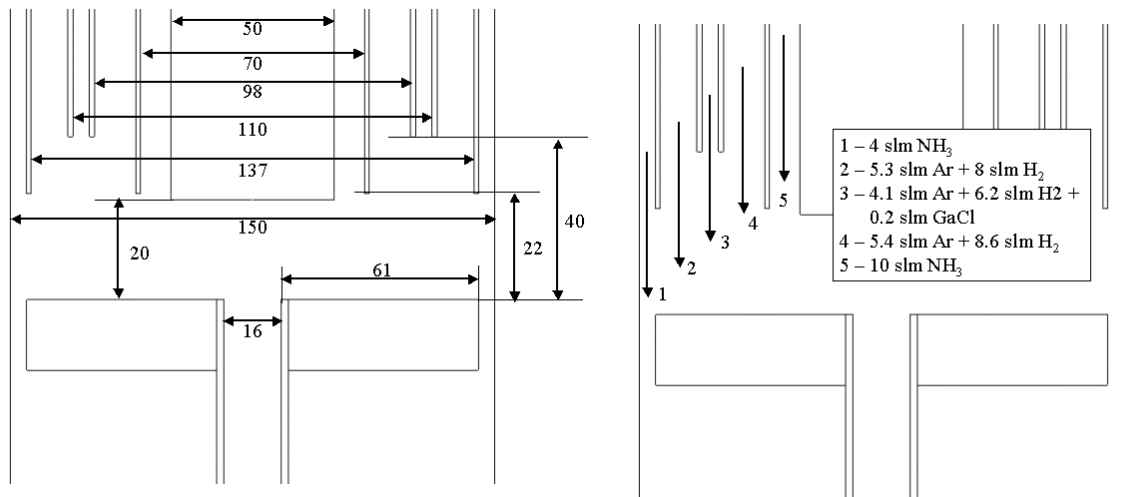 50
70
98
110
137
150
20
22
40
61
16
1
2
3
4
5
1 – 4 slm NH₃
2 – 5.3 slm Ar + 8 slm H₂
3 – 4.1 slm Ar + 6.2 slm H2 +
0.2 slm GaCl
4 – 5.4 slm Ar + 8.6 slm H₂
5 – 10 slm NH₃